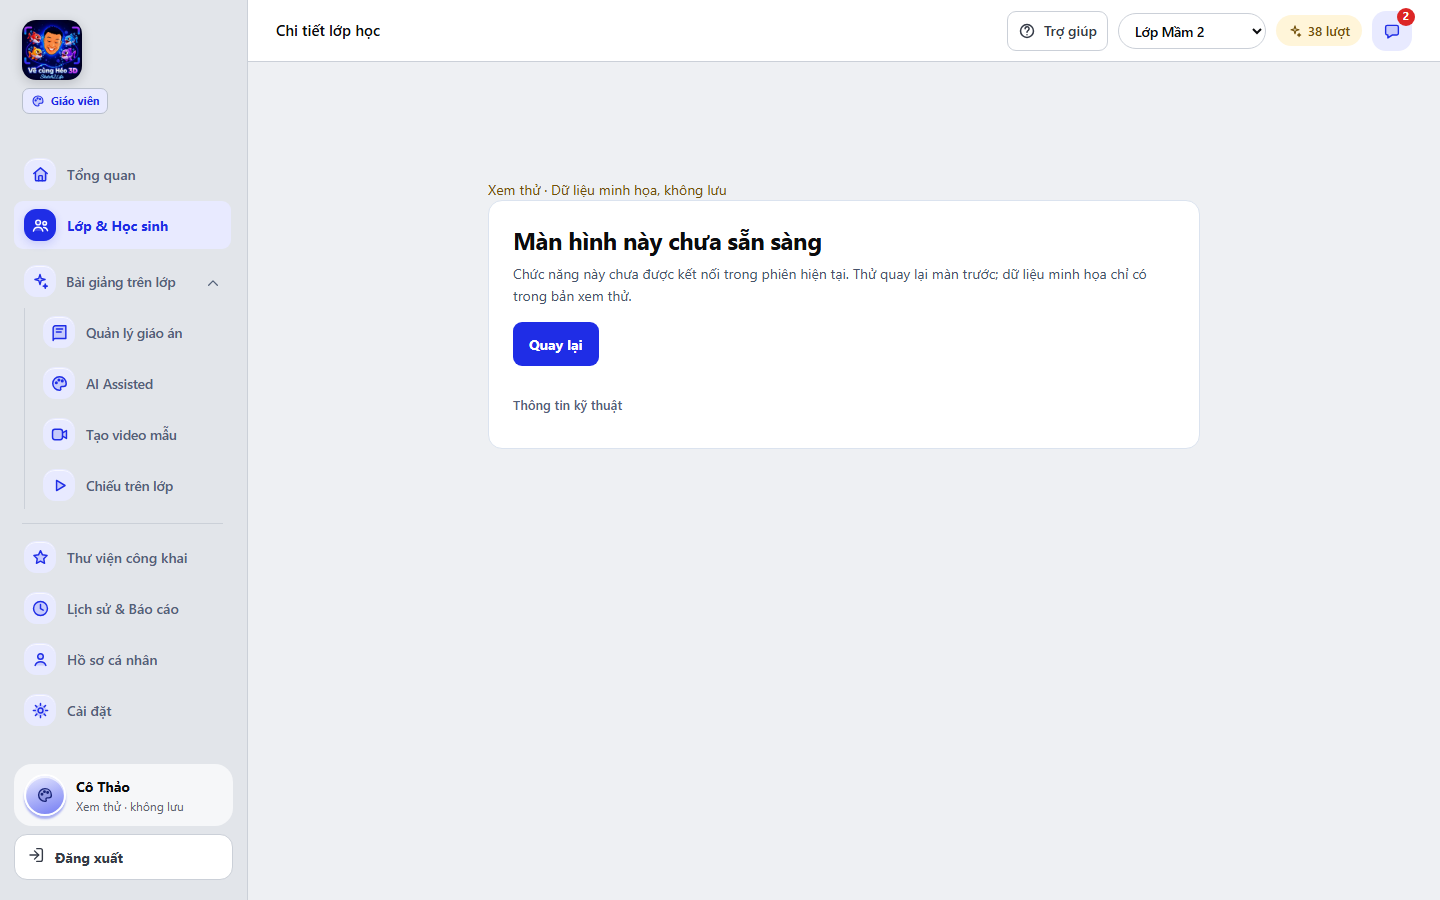 Vẽ cùng Héo 3D
Giáo viên
Tổng quan
Lớp & Học sinh
Bài giảng trên lớp
Quản lý giáo án
AI Assisted
Tạo video mẫu
Chiếu trên lớp
Thư viện công khai
Lịch sử & Báo cáo
Hồ sơ cá nhân
Cài đặt
Cô Thảo
Xem thử · không lưu
Đăng xuất
Chi tiết lớp học
Trợ giúp
Lớp Mầm 2
38 lượt
2
Xem thử · Dữ liệu minh họa, không lưu
Màn hình này chưa sẵn sàng
Chức năng này chưa được kết nối trong phiên hiện tại. Thử quay lại màn trước; dữ liệu minh họa chỉ có
trong bản xem thử.
Quay lại
Thông tin kỹ thuật